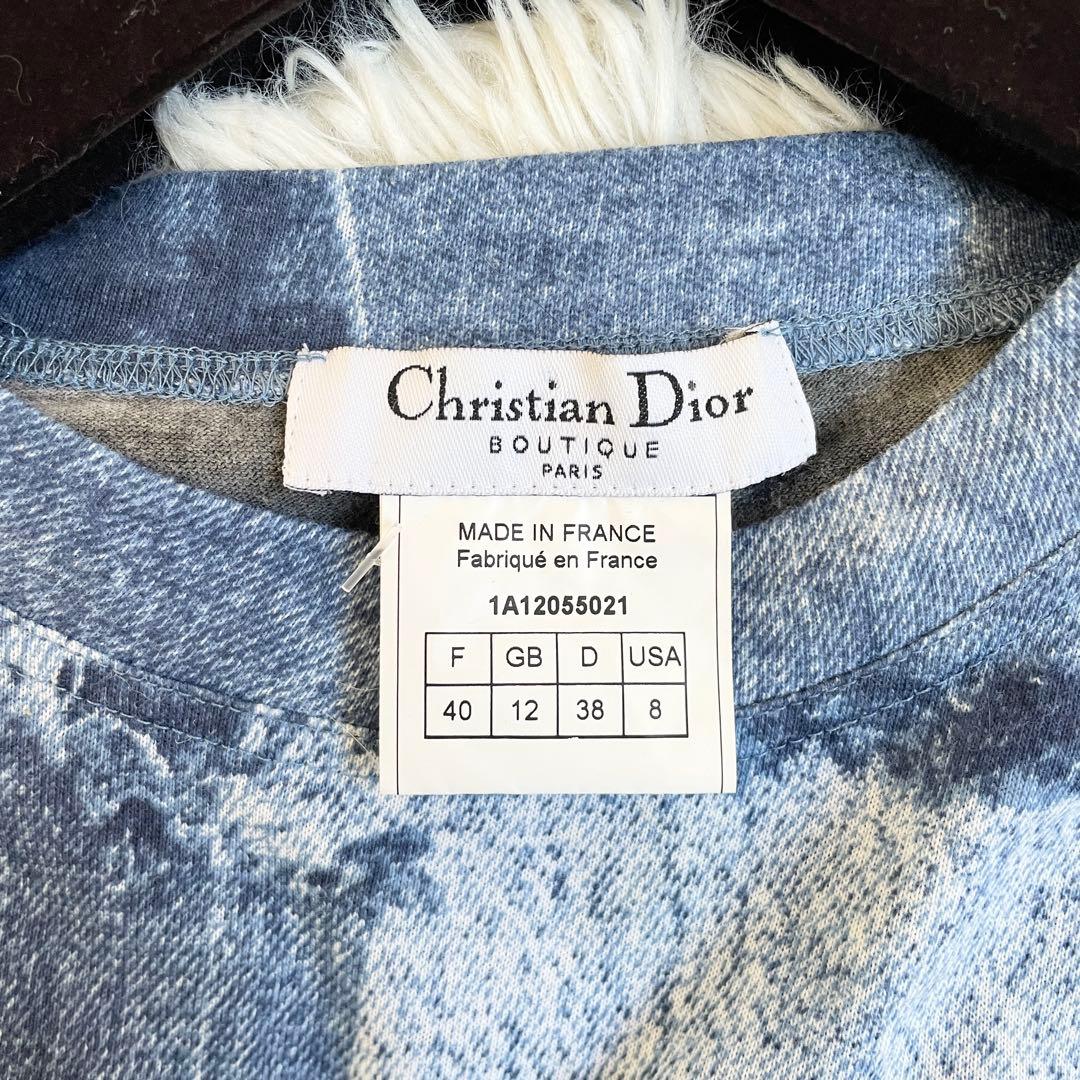 Christian Dior
BOUTIQUE
PARIS
MADE IN FRANCE
Fabriqué en France
1A12055021
F GB D USA
40 12 38 8